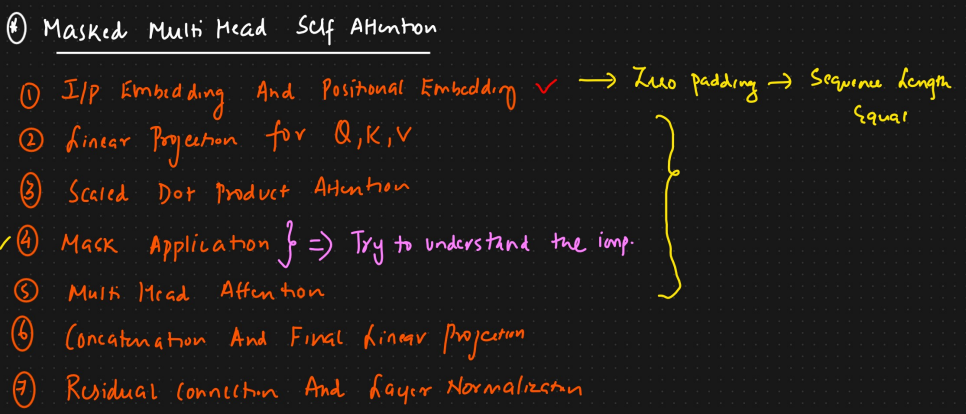 * Masked Multi Head Self Attention
① I/P Embedding And Positional Embedding ✓ → Zero padding → Sequence Length
Equal
② Linear Projection for Q, K, V
③ Scaled Dot Product Attention
✓ ④ Mask Application } => Try to understand the imp.
⑤ Multi Head Attention
⑥ Concatenation And Final Linear Projection
⑦ Residual Connection And Layer Normalization